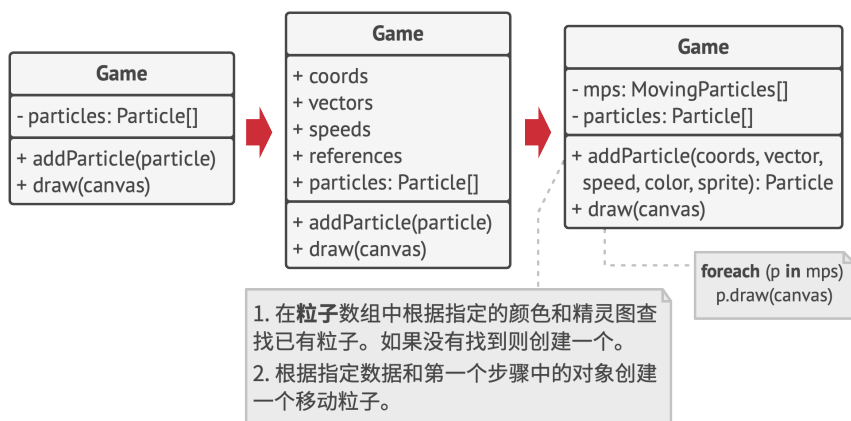 Game
- particles: Particle[]
+ addParticle(particle)
+ draw(canvas)
Game
+ coords
+ vectors
+ speeds
+ references
+ particles: Particle[]
+ addParticle(particle)
+ draw(canvas)
Game
- mps: MovingParticles[]
- particles: Particle[]
+ addParticle(coords, vector,
speed, color, sprite): Particle
+ draw(canvas)
foreach (p in mps)
p.draw(canvas)
1. 在粒子数组中根据指定的颜色和精灵图查
找已有粒子。如果没有找到则创建一个。
2. 根据指定数据和第一个步骤中的对象创建
一个移动粒子。